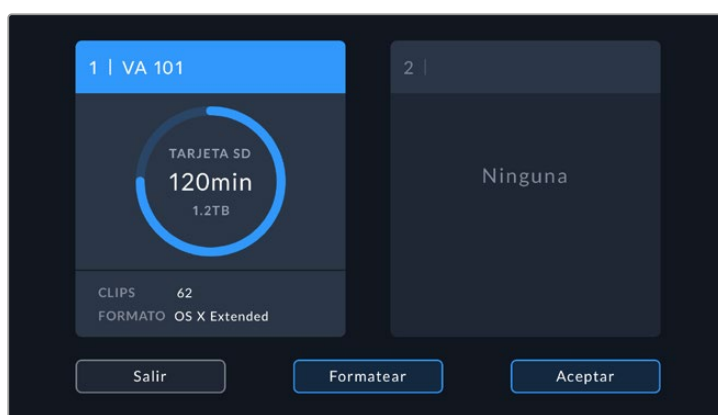 1 | VA 101
TARJETA SD
120min
1.2TB
CLIPS 62
FORMATO OS X Extended
2 |
Ninguna
Salir
Formatear
Aceptar